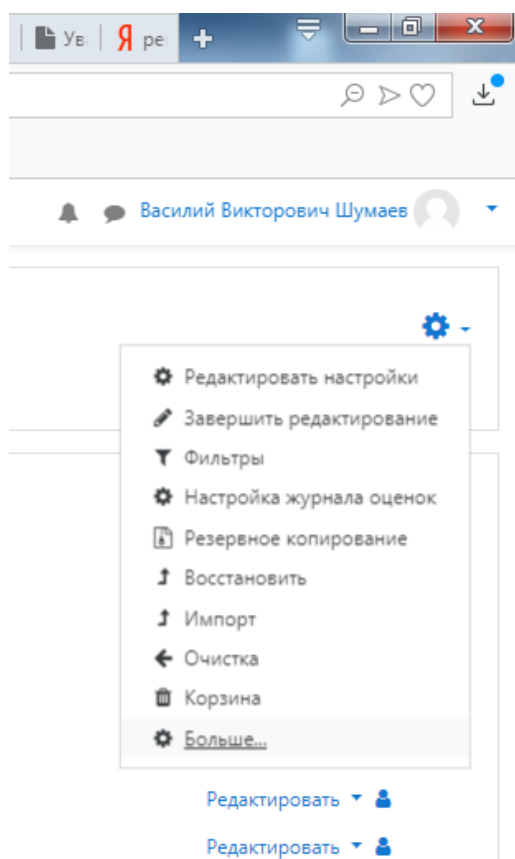 Ув. Я ре
Василий Викторович Шумаев
Редактировать настройки
Завершить редактирование
Фильтры
Настройка журнала оценок
Резервное копирование
Восстановить
Импорт
Очистка
Корзина
Больше...
Редактировать
Редактировать